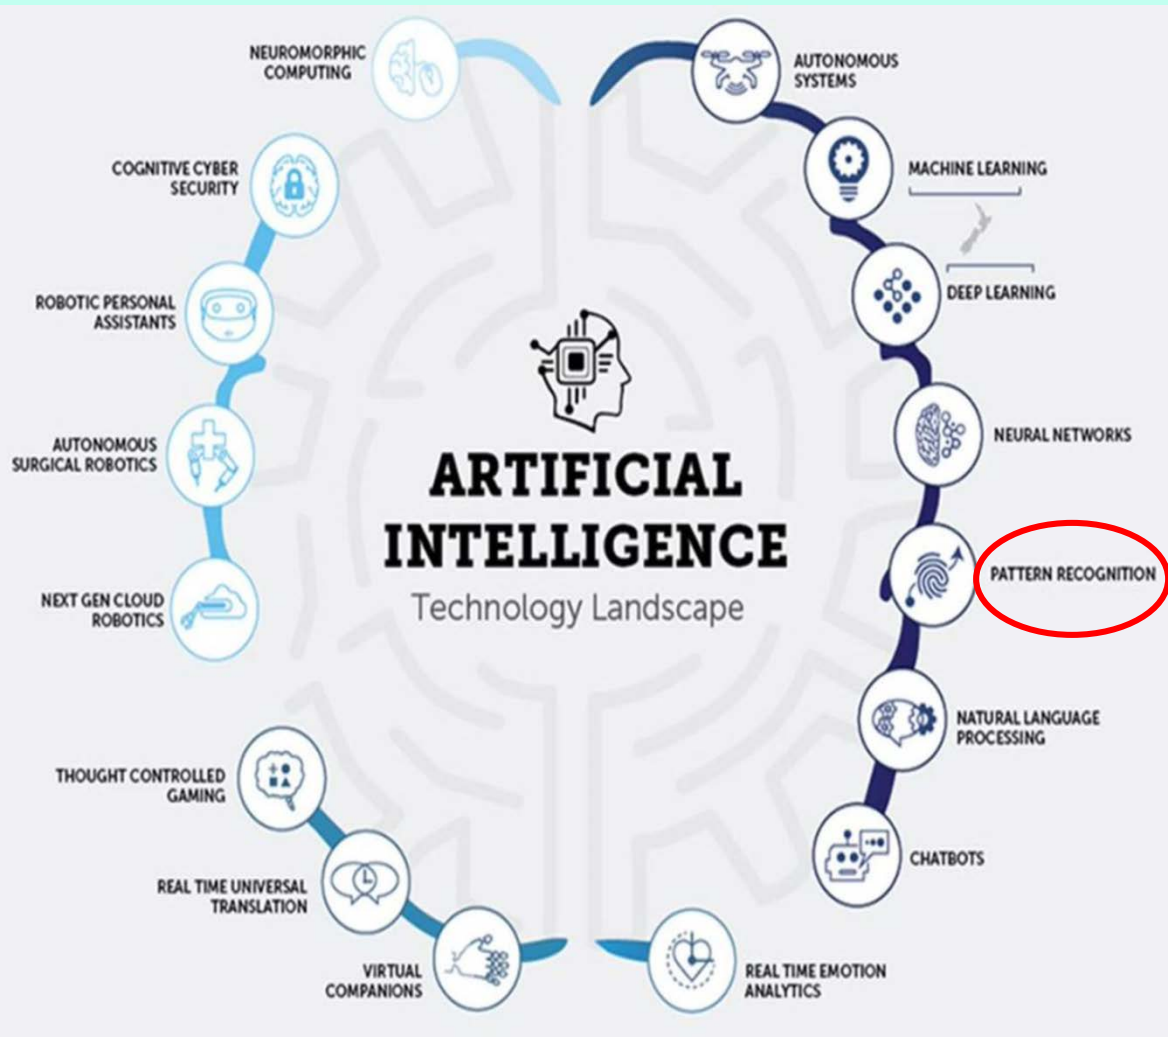 NEUROMORPHIC
COMPUTING
AUTONOMOUS
SYSTEMS
COGNITIVE CYBER
SECURITY
MACHINE LEARNING
ROBOTIC PERSONAL
ASSISTANTS
DEEP LEARNING
AUTONOMOUS
SURGICAL ROBOTICS
NEURAL NETWORKS
ARTIFICIAL
INTELLIGENCE
Technology Landscape
PATTERN RECOGNITION
NEXT GEN CLOUD
ROBOTICS
NATURAL LANGUAGE
PROCESSING
THOUGHT CONTROLLED
GAMING
CHATBOTS
REAL TIME UNIVERSAL
TRANSLATION
VIRTUAL
COMPANIONS
REAL TIME EMOTION
ANALYTICS